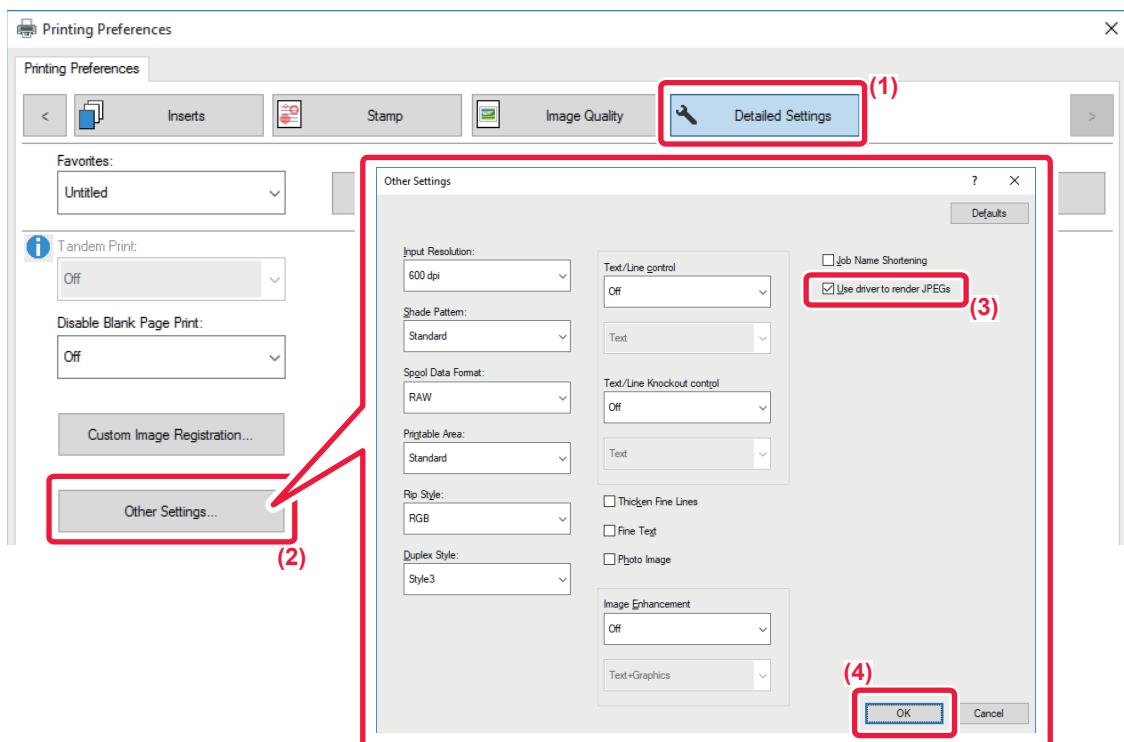 Printing Preferences
Printing Preferences
(1)
< Inserts Stamp Image Quality Detailed Settings >
Favorites:
Untitled
Tandem Print:
Off
Disable Blank Page Print:
Off
Custom Image Registration...
Other Settings...
(2)
Other Settings ?
Defaults
Input Resolution:
600 dpi
Shade Pattern:
Standard
Spool Data Format:
RAW
Printable Area:
Standard
Rip Style:
RGB
Duplex Style:
Style3
Text/Line control
Off
Text
Text/Line Knockout control
Off
Text
Thicken Fine Lines
Fine Text
Photo Image
Image Enhancement
Off
Text+Graphics
Job Name Shortening
Use driver to render JPEGs
(3)
(4)
OK Cancel